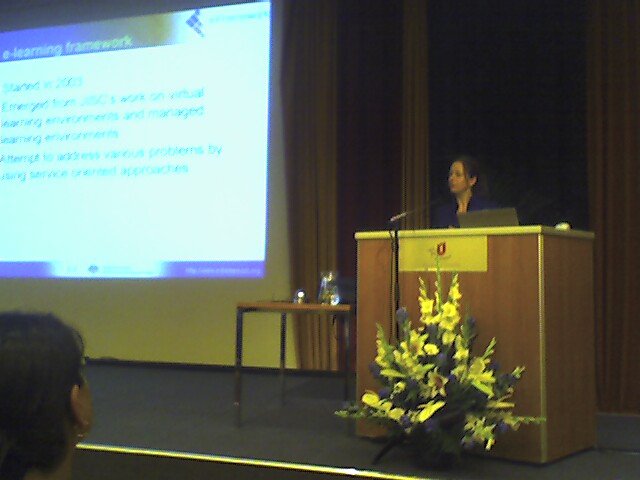 e-learning framework
Started in 2003
Emerged from JISC's work on virtual
learning environments and managed
learning environments
Attempt to address various problems by
using service oriented approaches